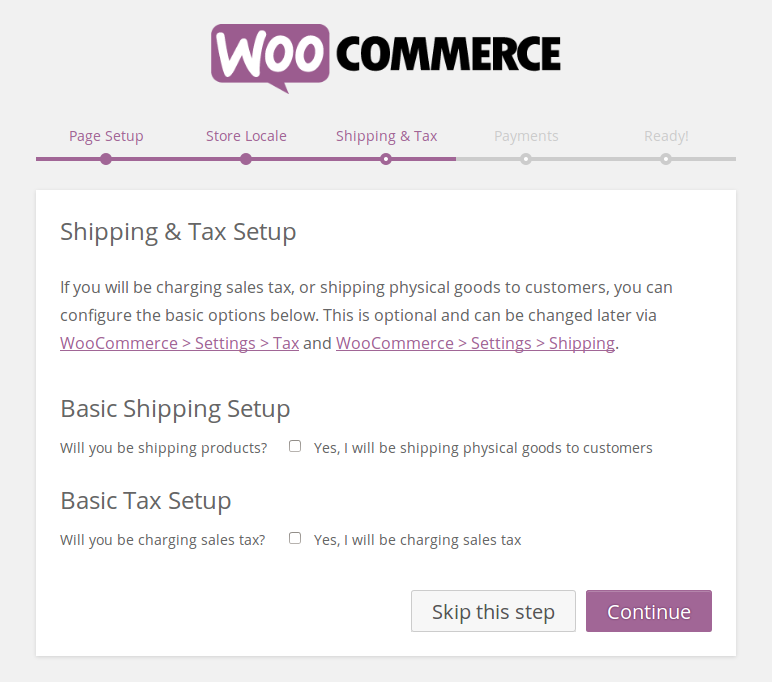 WOO COMMERCE
Page Setup Store Locale Shipping & Tax Payments Ready!
Shipping & Tax Setup
If you will be charging sales tax, or shipping physical goods to customers, you can
configure the basic options below. This is optional and can be changed later via
WooCommerce > Settings > Tax and WooCommerce > Settings > Shipping.
Basic Shipping Setup
Will you be shipping products? Yes, I will be shipping physical goods to customers
Basic Tax Setup
Will you be charging sales tax? Yes, I will be charging sales tax
Skip this step Continue